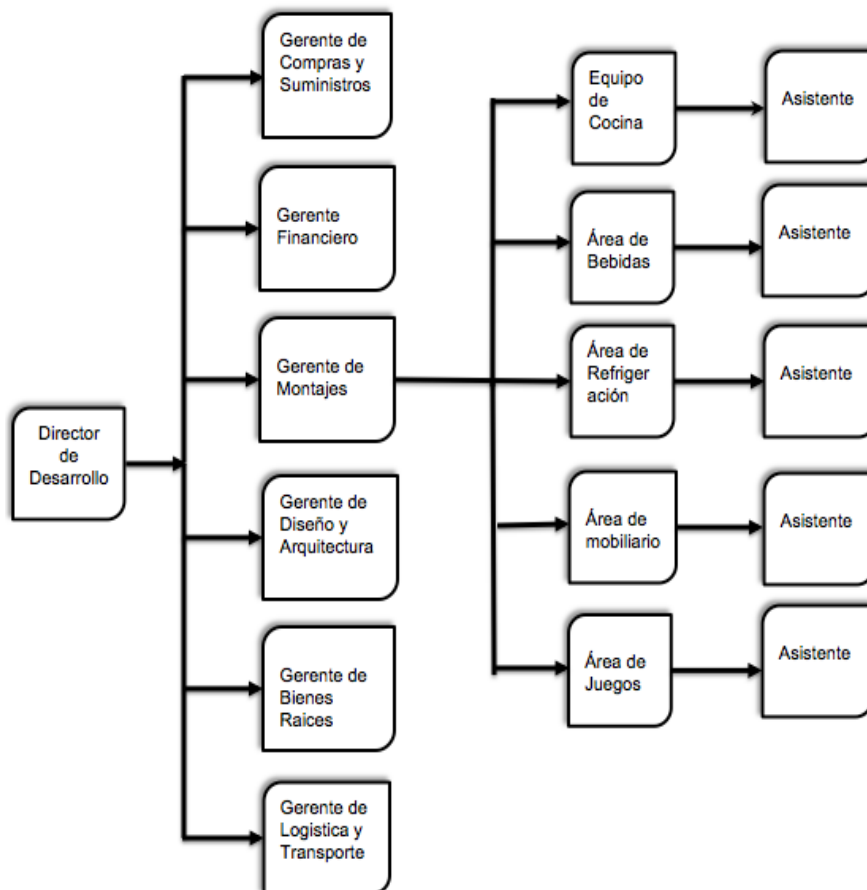 Director
de
Desarrollo
Gerente de
Compras y
Suministros
Gerente
Financiero
Gerente de
Montajes
Gerente de
Diseño y
Arquitectura
Gerente de
Bienes
Raices
Gerente de
Logistica y
Transporte
Equipo
de
Cocina
Área de
Bebidas
Área de
Refriger
ación
Área de
mobiliario
Área de
Juegos
Asistente
Asistente
Asistente
Asistente
Asistente